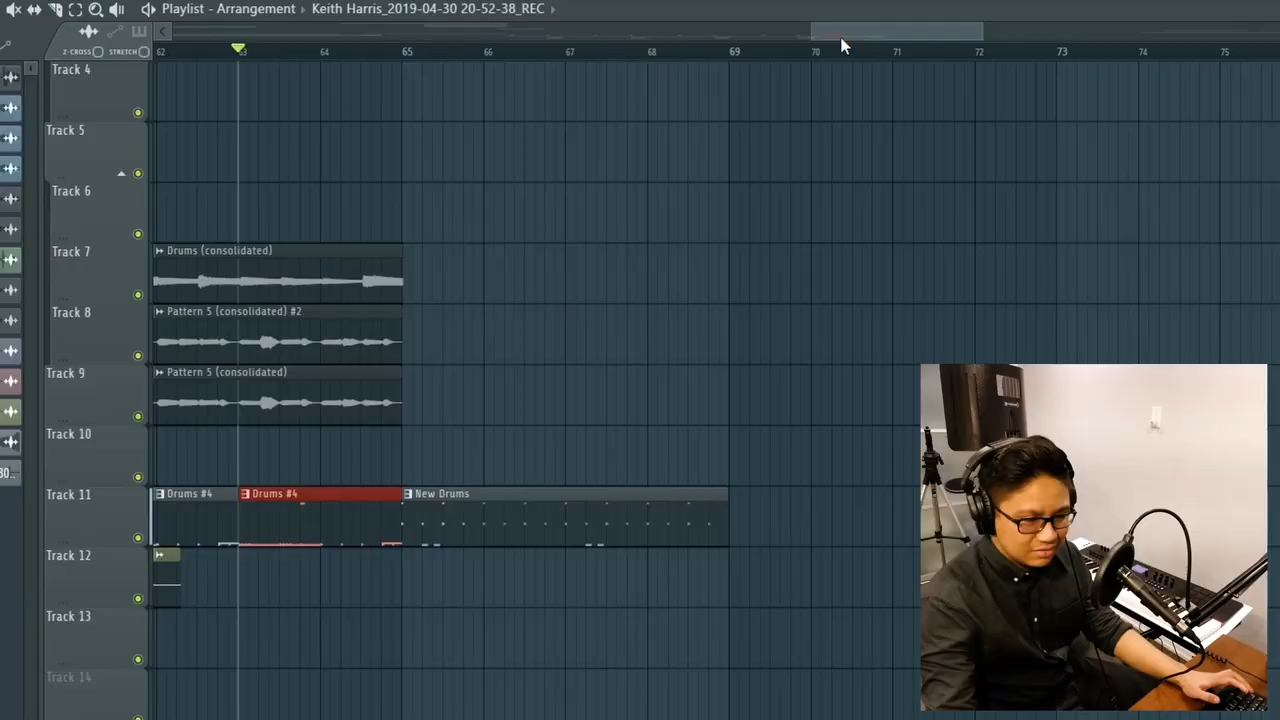 Playlist - Arrangement › Keith Harris_2019-04-30 20-52-38_REC ›
Z-CROSS STRETCH
62 63 64 65 66 67 68 69 70 71 72 73 74 75
Track 4
Track 5
Track 6
Track 7
Drums (consolidated)
Track 8
Pattern 5 (consolidated) #2
Track 9
Pattern 5 (consolidated)
Track 10
30...
Track 11
Drums #4
Drums #4
New Drums
Track 12
Track 13
Track 14